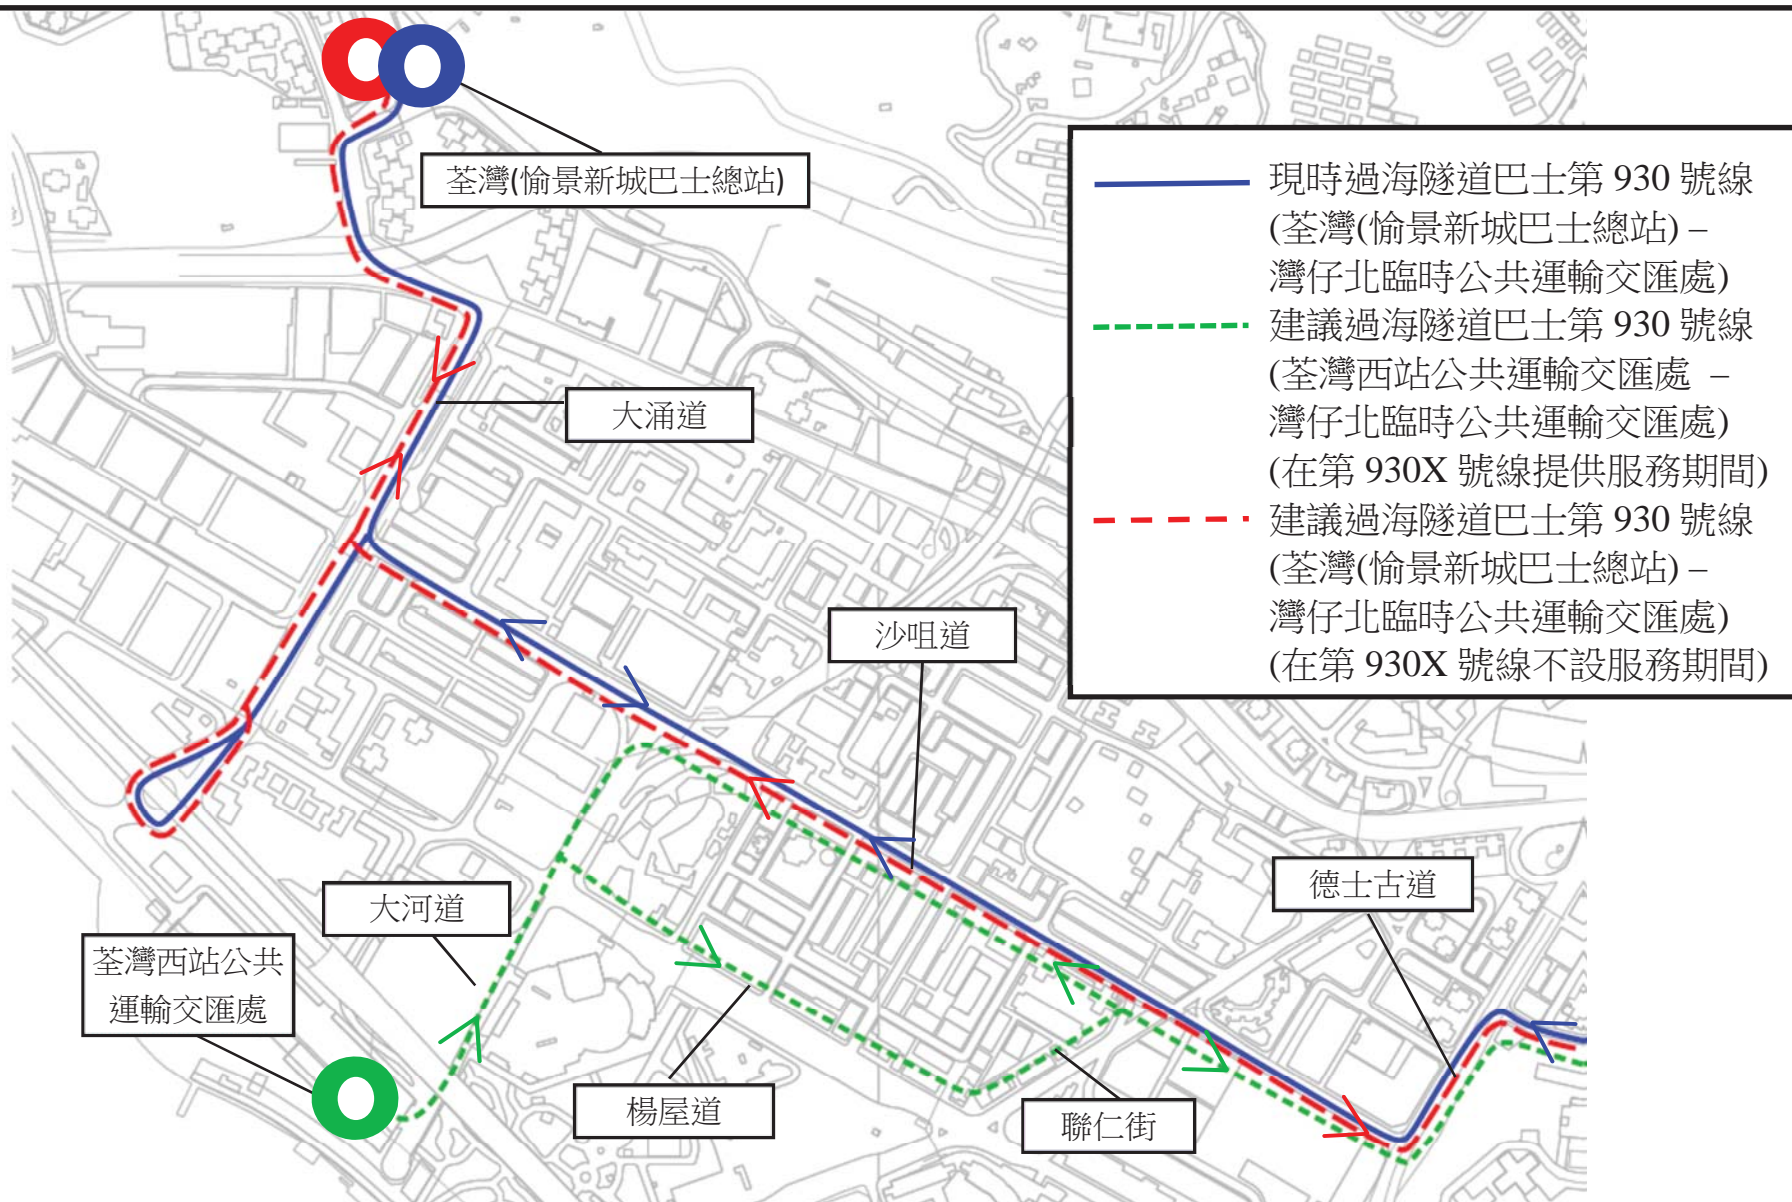 荃灣(愉景新城巴士總站)
現時過海隧道巴士第 930 號線
(荃灣(愉景新城巴士總站) –
灣仔北臨時公共運輸交匯處)
建議過海隧道巴士第 930 號線
(荃灣西站公共運輸交匯處 –
灣仔北臨時公共運輸交匯處)
(在第 930X 號線提供服務期間)
建議過海隧道巴士第 930 號線
(荃灣(愉景新城巴士總站) –
灣仔北臨時公共運輸交匯處)
(在第 930X 號線不設服務期間)
大涌道
沙咀道
德士古道
大河道
荃灣西站公共
運輸交匯處
楊屋道
聯仁街